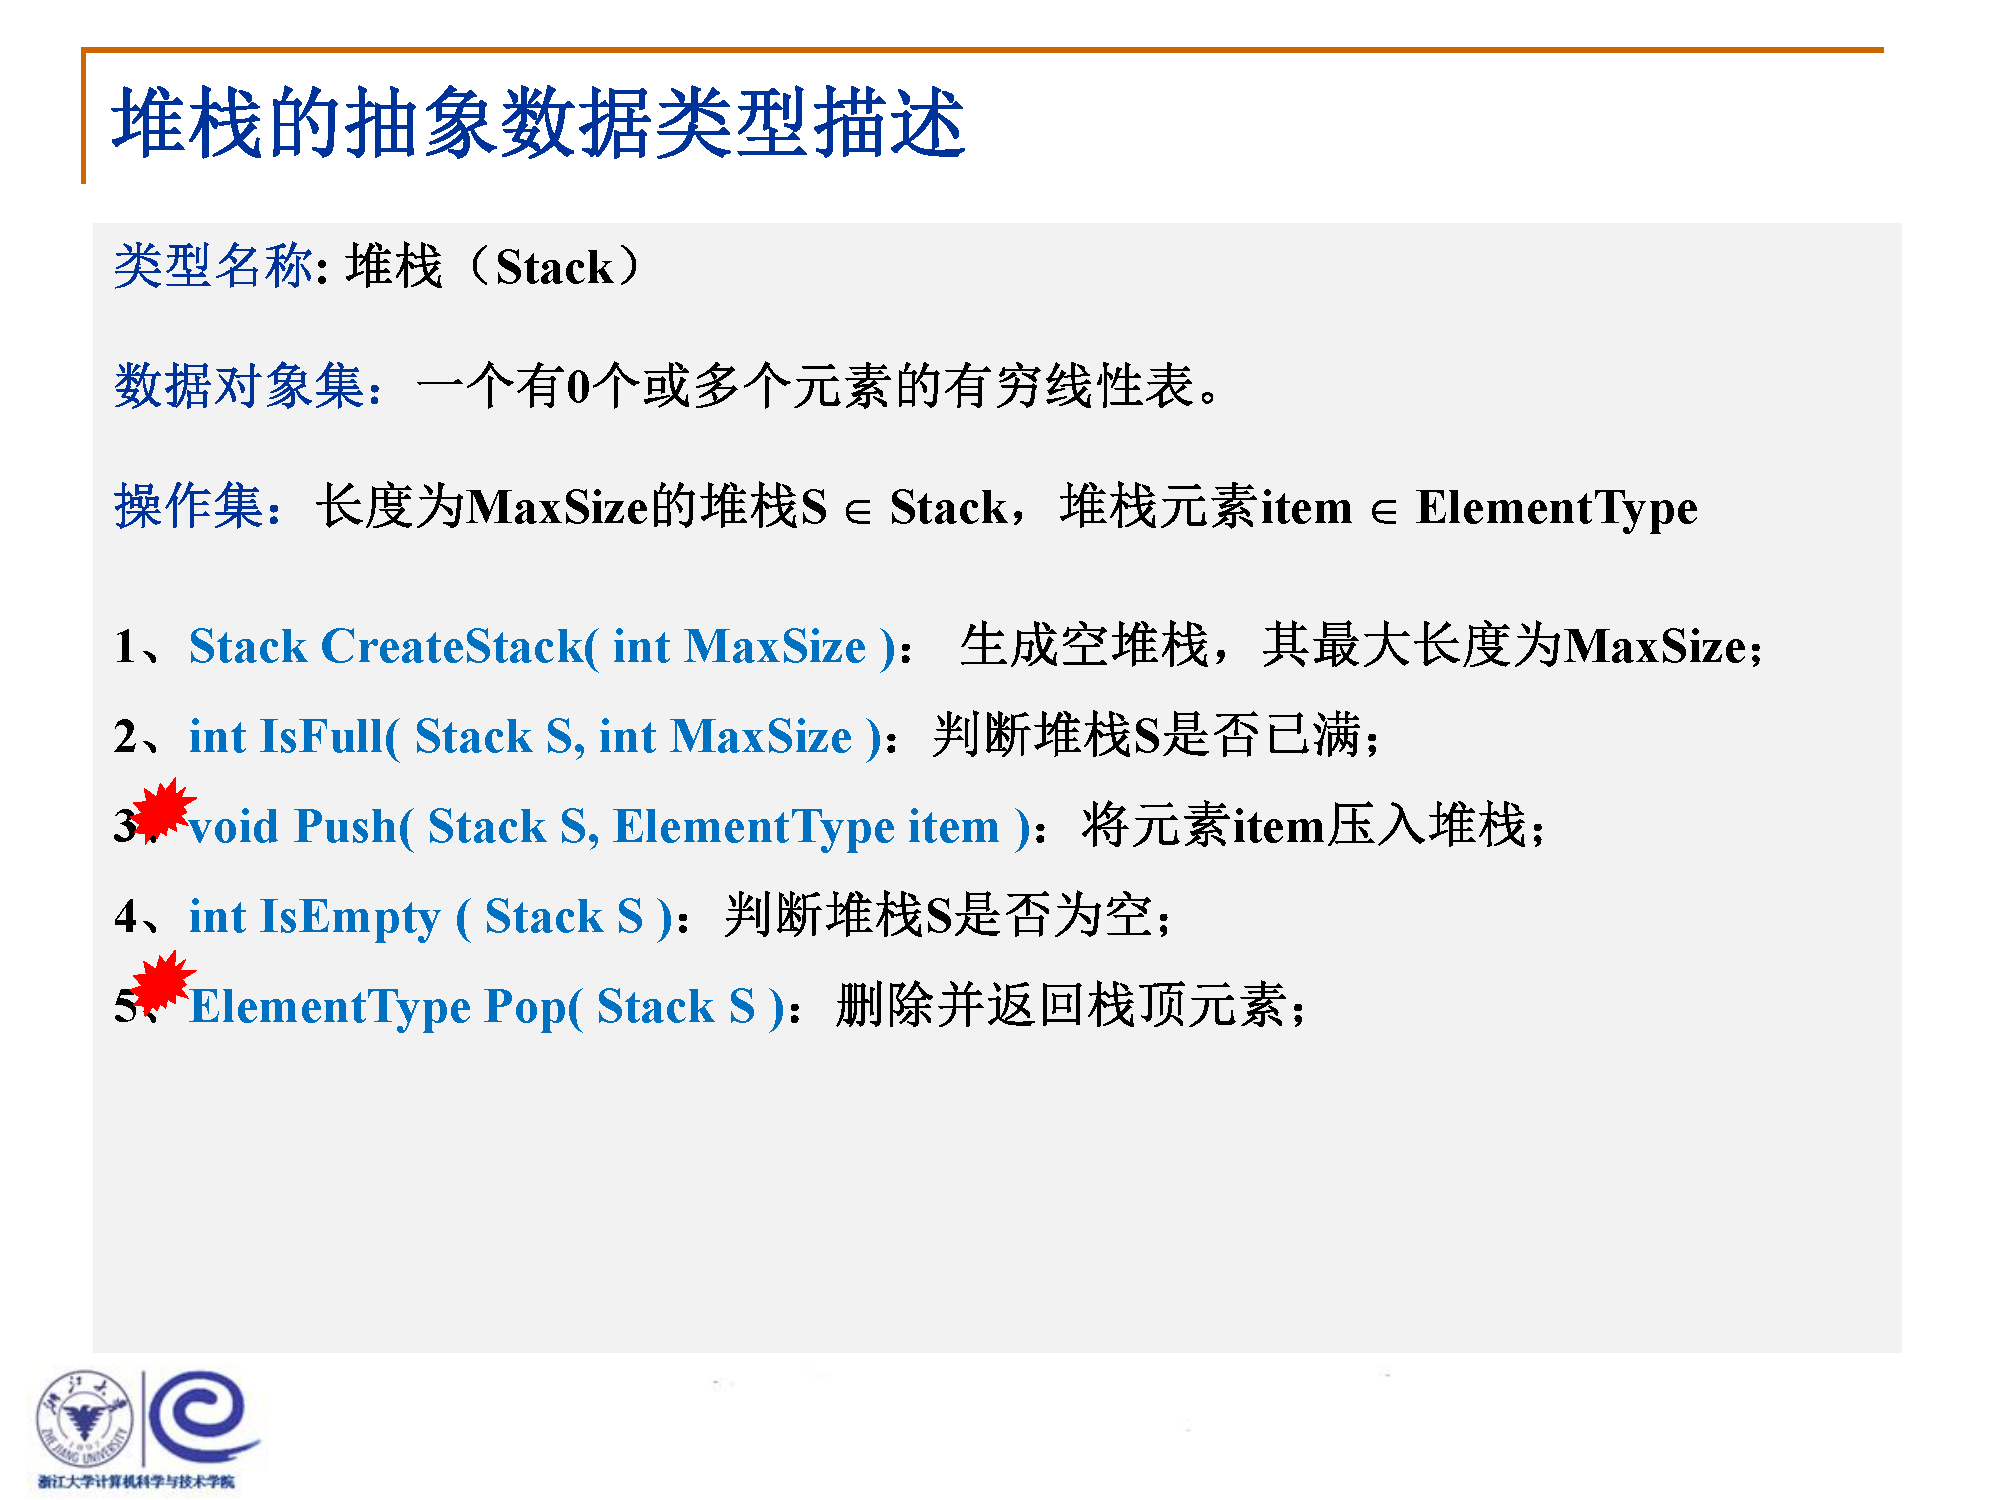 堆栈的抽象数据类型描述
类型名称: 堆栈（Stack）
数据对象集：一个有0个或多个元素的有穷线性表。
操作集：长度为MaxSize的堆栈S ∈ Stack，堆栈元素item ∈ ElementType
1、Stack CreateStack( int MaxSize )： 生成空堆栈，其最大长度为MaxSize；
2、int IsFull( Stack S, int MaxSize )：判断堆栈S是否已满；
3、void Push( Stack S, ElementType item )：将元素item压入堆栈；
4、int IsEmpty ( Stack S )：判断堆栈S是否为空；
5、ElementType Pop( Stack S )：删除并返回栈顶元素；
浙江大学
ZHEJIANG UNIVERSITY
1897
浙江大学计算机科学与技术学院